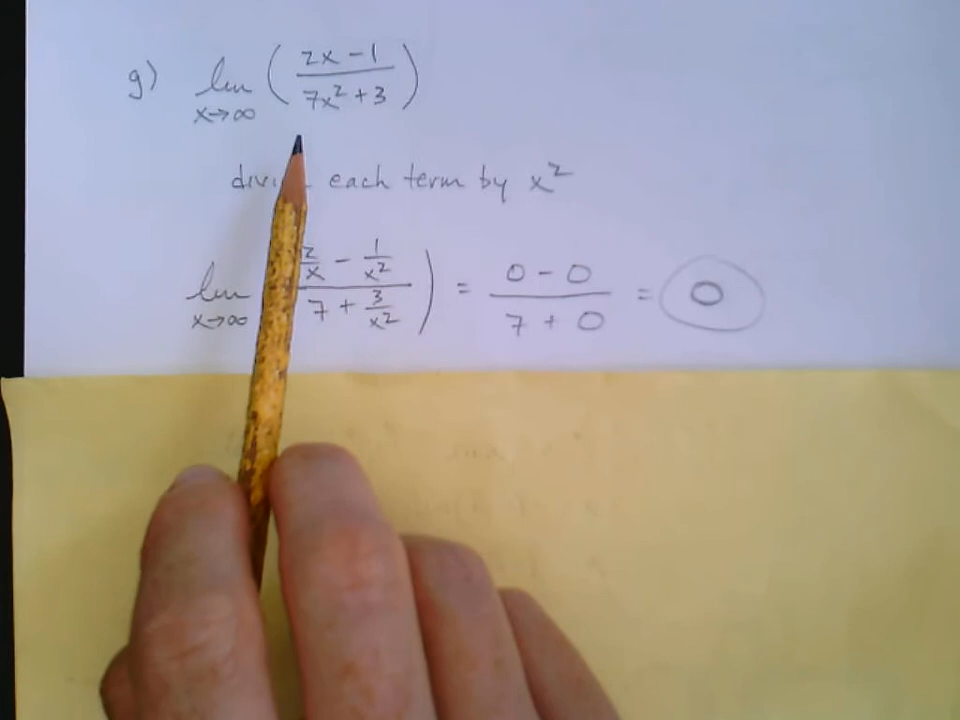 g) lim x→∞ ( (2x - 1) / (7x² + 3) )
each term by x²
lim x→∞ (2/x - 1/x²) / (7 + 3/x²) ) = (0 - 0) / (7 + 0) = 0